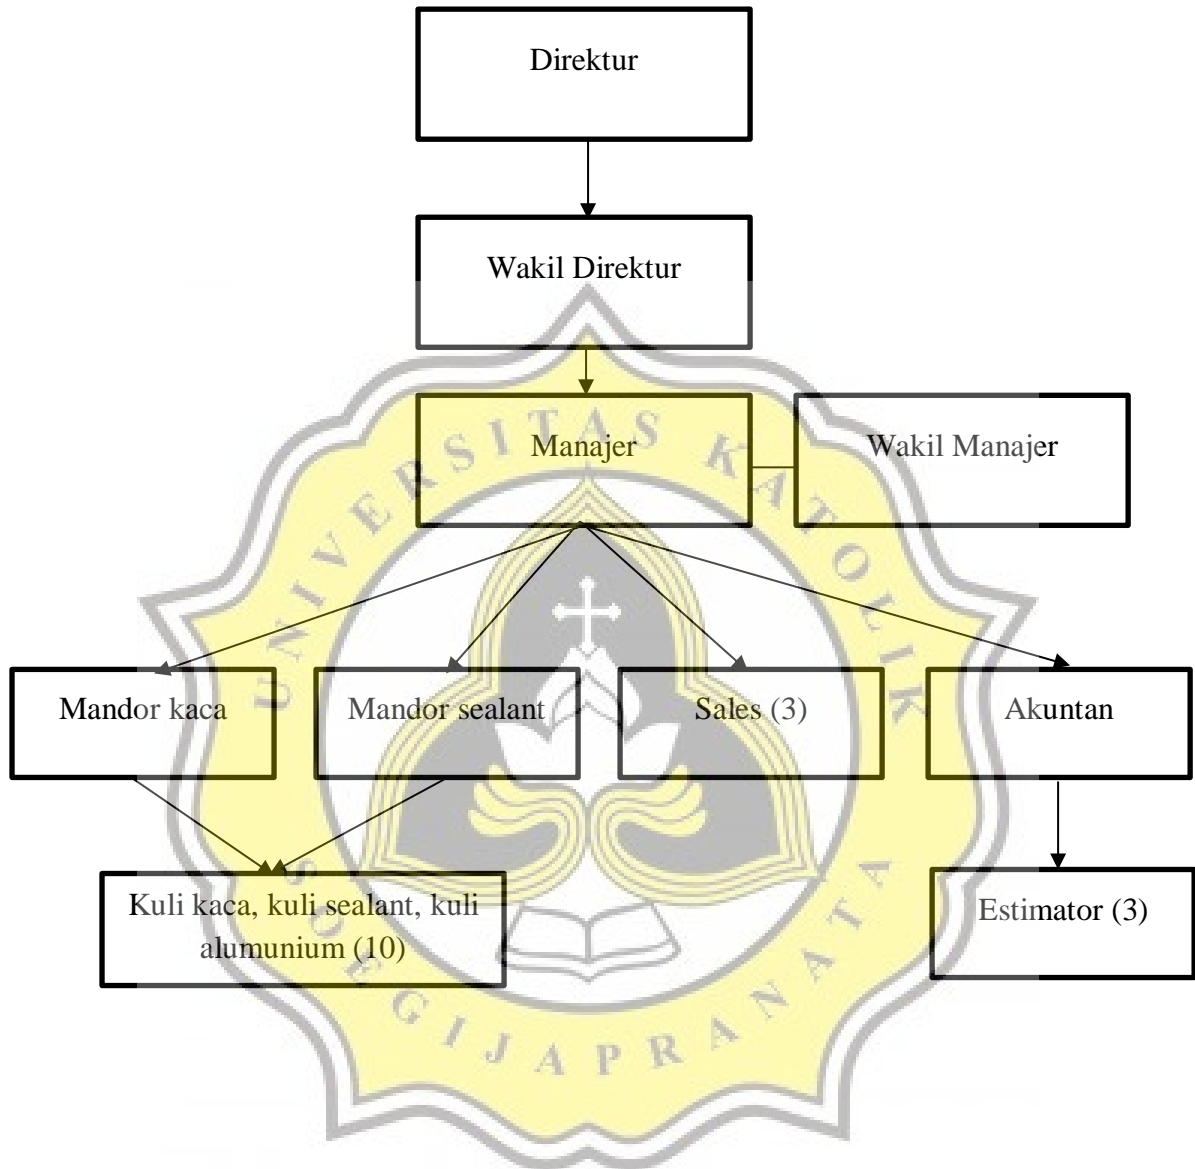 Direktur
Wakil Direktur
Manajer
Wakil Manajer
Mandor kaca
Mandor sealant
Sales (3)
Akuntan
Kuli kaca, kuli sealant, kuli
alumunium (10)
Estimator (3)
UNIVERSITAS KATOLIK
SOEGIJAPRANATA